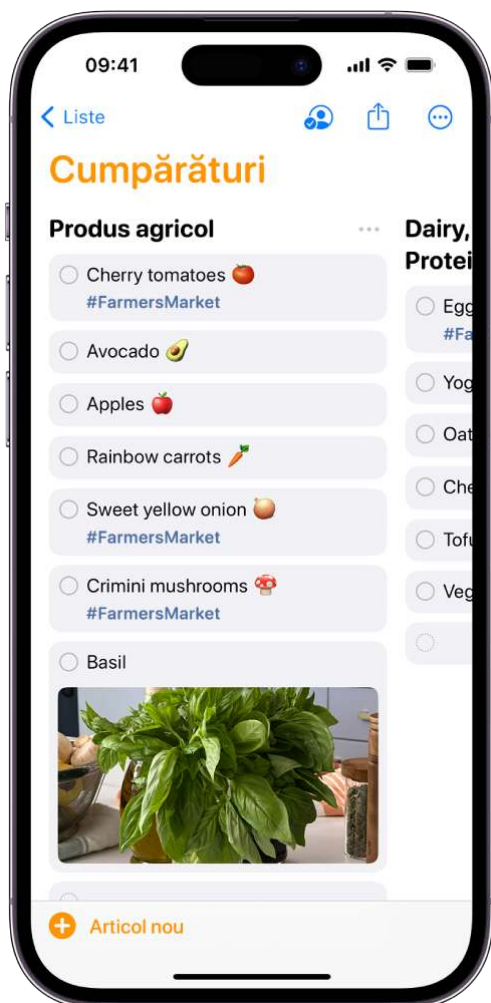 09:41
Liste
Cumpărături
Produs agricol
Cherry tomatoes 🍅
#FarmersMarket
Avocado 🥑
Apples 🍎
Rainbow carrots 🥕
Sweet yellow onion 🧅
#FarmersMarket
Crimini mushrooms 🍄
#FarmersMarket
Basil
Dairy,
Protei
Egg
#Fa
Yog
Oat
Che
Tofu
Veg
Articol nou